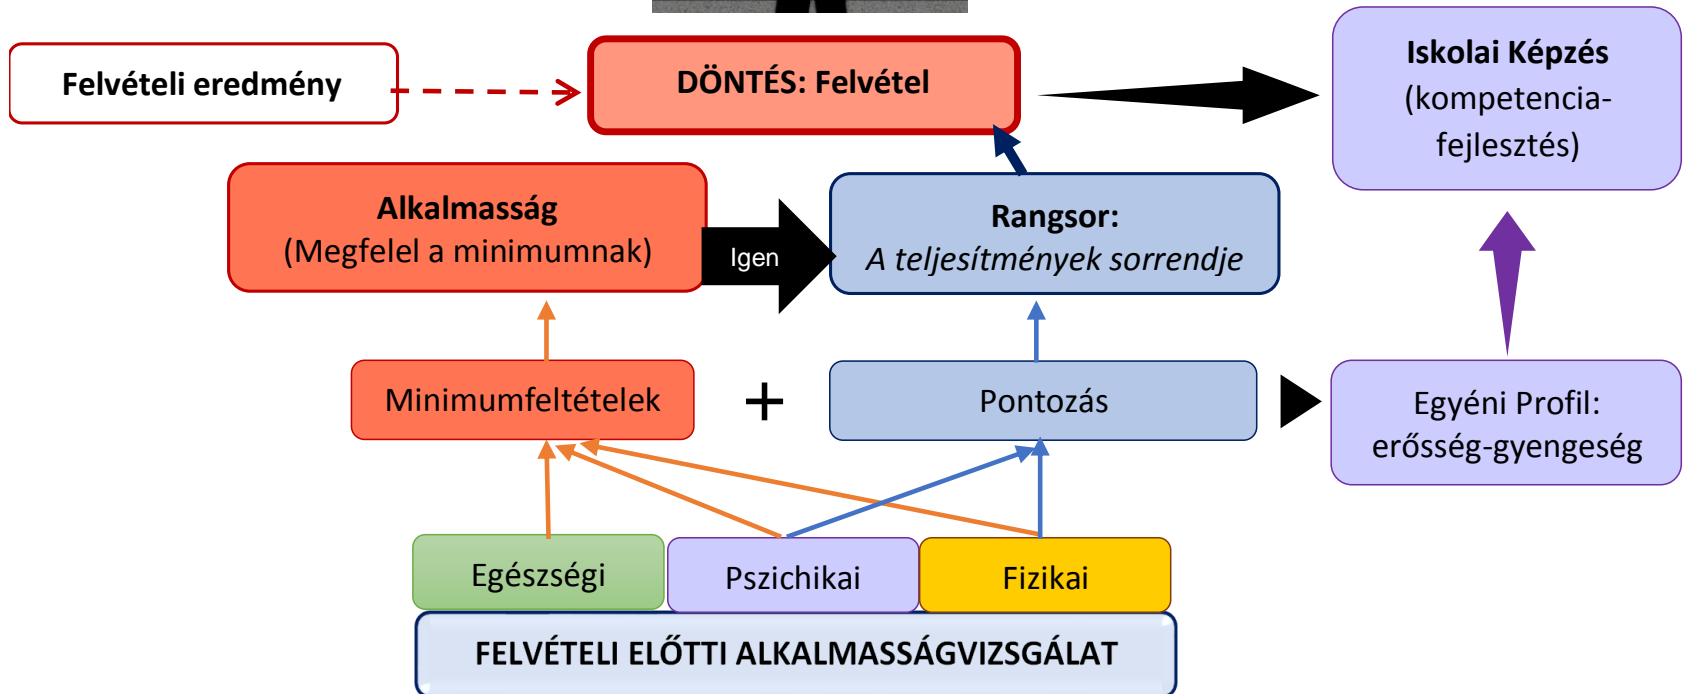 Felvételi eredmény
DÖNTÉS: Felvétel
Iskolai Képzés
(kompetencia-
fejlesztés)
Alkalmasság
(Megfelel a minimumnak)
Igen
Rangsor:
A teljesítmények sorrendje
Minimumfeltételek
+
Pontozás
Egyéni Profil:
erősség-gyengeség
Egészségi
Pszichikai
Fizikai
FELVÉTELI ELŐTTI ALKALMASSÁGVIZSGÁLAT